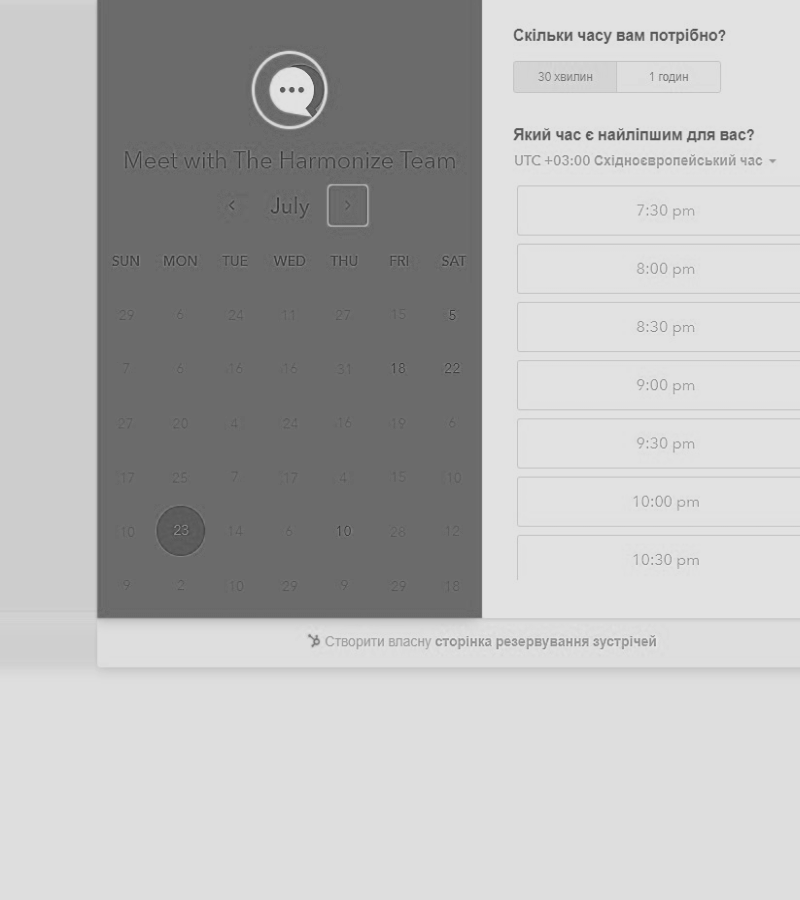 Meet with The Harmonize Team
July
SUN MON TUE WED THU FRI SAT
29 6 24 11 27 15 5
7 6 16 16 31 18 22
27 20 4 24 16 19 6
17 25 7 17 4 15 10
10 23 14 6 10 28 12
9 2 10 29 9 29 18
Скільки часу вам потрібно?
30 хвилин 1 годин
Який час є найліпшим для вас?
UTC +03:00 Східноєвропейський час
7:30 pm
8:00 pm
8:30 pm
9:00 pm
9:30 pm
10:00 pm
10:30 pm
Створити власну сторінка резервування зустрічей